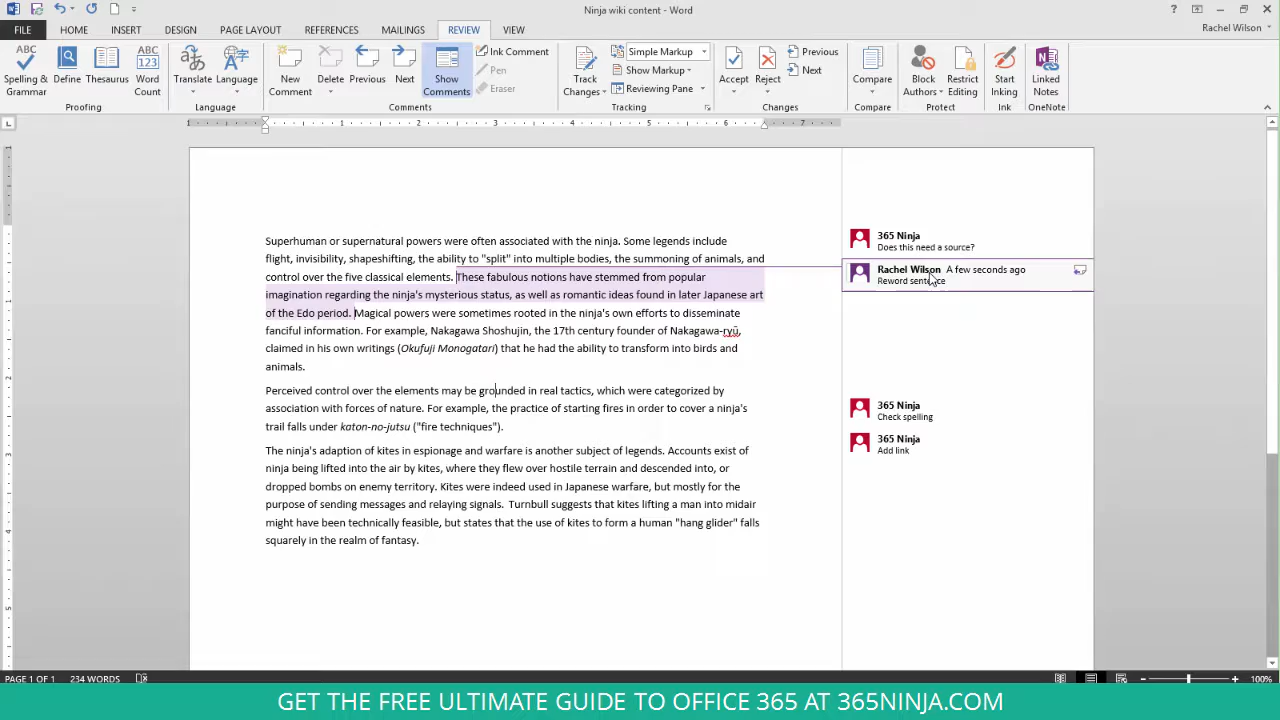 Ninja wiki content - Word
FILE HOME INSERT DESIGN PAGE LAYOUT REFERENCES MAILINGS REVIEW VIEW
Rachel Wilson
Spelling & Grammar
Define
Thesaurus
Word Count
Proofing
Translate
Language
Language
New Comment
Delete
Previous
Next
Show Comments
Ink Comment
Pen
Eraser
Comments
Track Changes
Simple Markup
Show Markup
Reviewing Pane
Tracking
Accept
Reject
Previous
Next
Changes
Compare
Compare
Block Authors
Restrict Editing
Protect
Start Inking
Ink
Linked Notes
OneNote
1 1 2 3 4 5 6 7
Superhuman or supernatural powers were often associated with the ninja. Some legends include
flight, invisibility, shapeshifting, the ability to "split" into multiple bodies, the summoning of animals, and
control over the five classical elements. These fabulous notions have stemmed from popular
imagination regarding the ninja's mysterious status, as well as romantic ideas found in later Japanese art
of the Edo period. Magical powers were sometimes rooted in the ninja's own efforts to disseminate
fanciful information. For example, Nakagawa Shoshujin, the 17th century founder of Nakagawa-ryū,
claimed in his own writings (Okufuji Monogatari) that he had the ability to transform into birds and
animals.
Perceived control over the elements may be grounded in real tactics, which were categorized by
association with forces of nature. For example, the practice of starting fires in order to cover a ninja's
trail falls under katon-no-jutsu ("fire techniques").
The ninja's adaption of kites in espionage and warfare is another subject of legends. Accounts exist of
ninja being lifted into the air by kites, where they flew over hostile terrain and descended into, or
dropped bombs on enemy territory. Kites were indeed used in Japanese warfare, but mostly for the
purpose of sending messages and relaying signals. Turnbull suggests that kites lifting a man into midair
might have been technically feasible, but states that the use of kites to form a human "hang glider" falls
squarely in the realm of fantasy.
365 Ninja
Does this need a source?
Rachel Wilson A few seconds ago
Reword sentence
365 Ninja
Check spelling
365 Ninja
Add link
PAGE 1 OF 1 234 WORDS
100%
GET THE FREE ULTIMATE GUIDE TO OFFICE 365 AT 365NINJA.COM